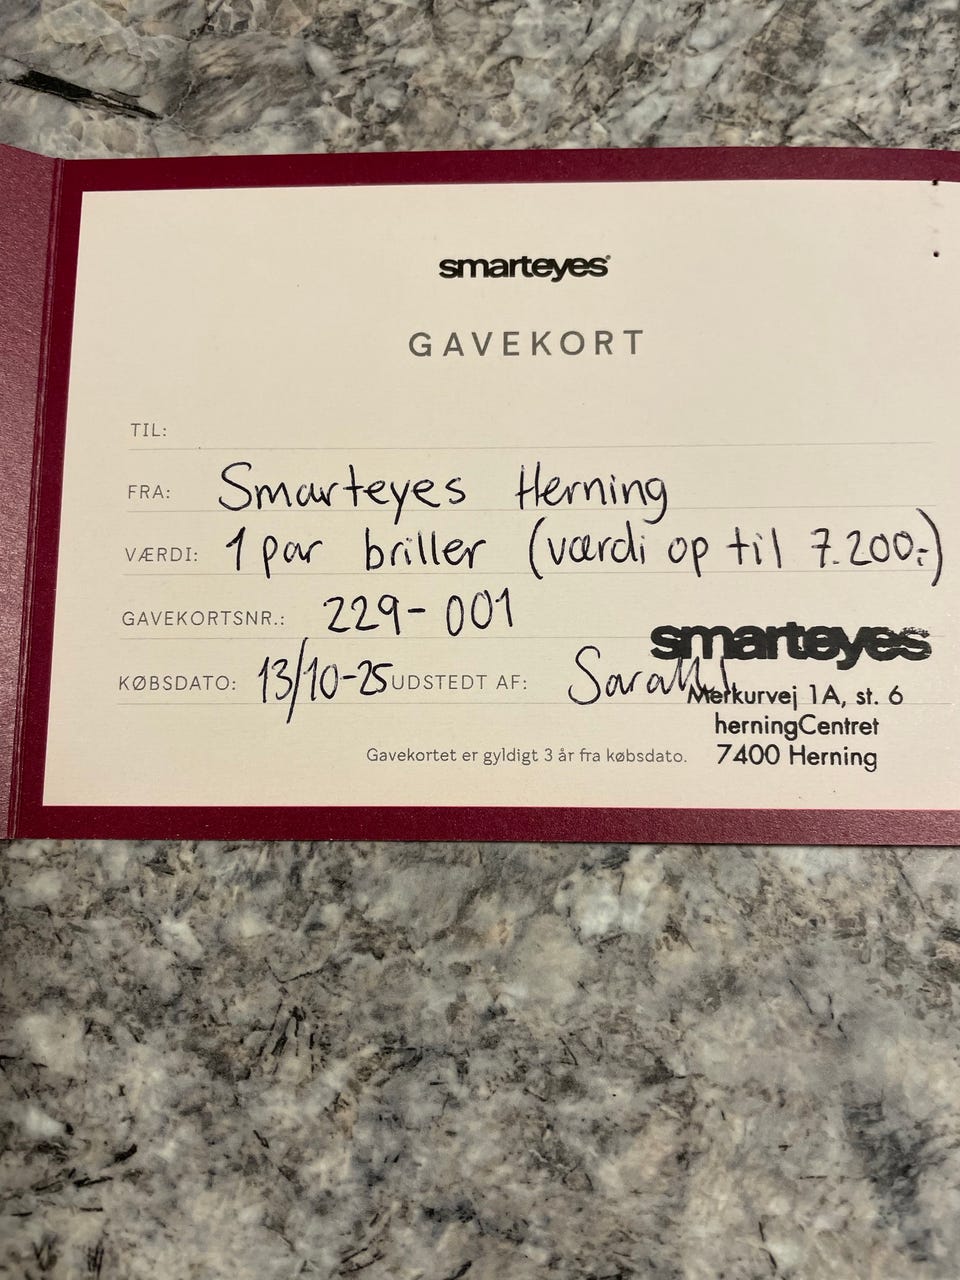 smarteyes®
GAVEKORT
TIL:
FRA: Smarteyes Herning
VÆRDI: 1 par briller (værdi op til 7.200,-)
GAVEKORTSNR.: 229-001
KØBSDATO: 13/10-25 UDSTEDT AF: Sarah
smarteyes
Merkurvej 1A, st. 6
herningCentret
7400 Herning
Gavekortet er gyldigt 3 år fra købsdato.